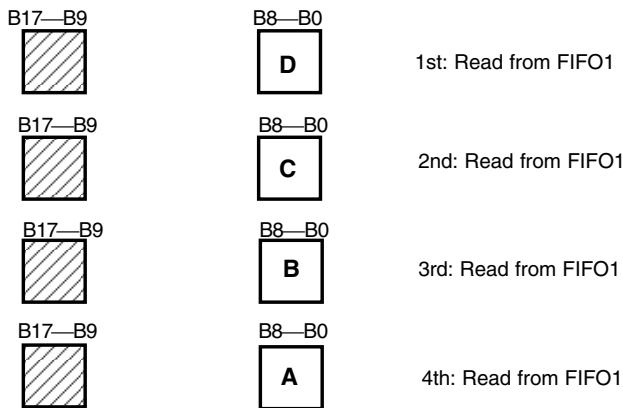 B17—B9 B8—B0
D 1st: Read from FIFO1
B17—B9 B8—B0
C 2nd: Read from FIFO1
B17—B9 B8—B0
B 3rd: Read from FIFO1
B17—B9 B8—B0
A 4th: Read from FIFO1